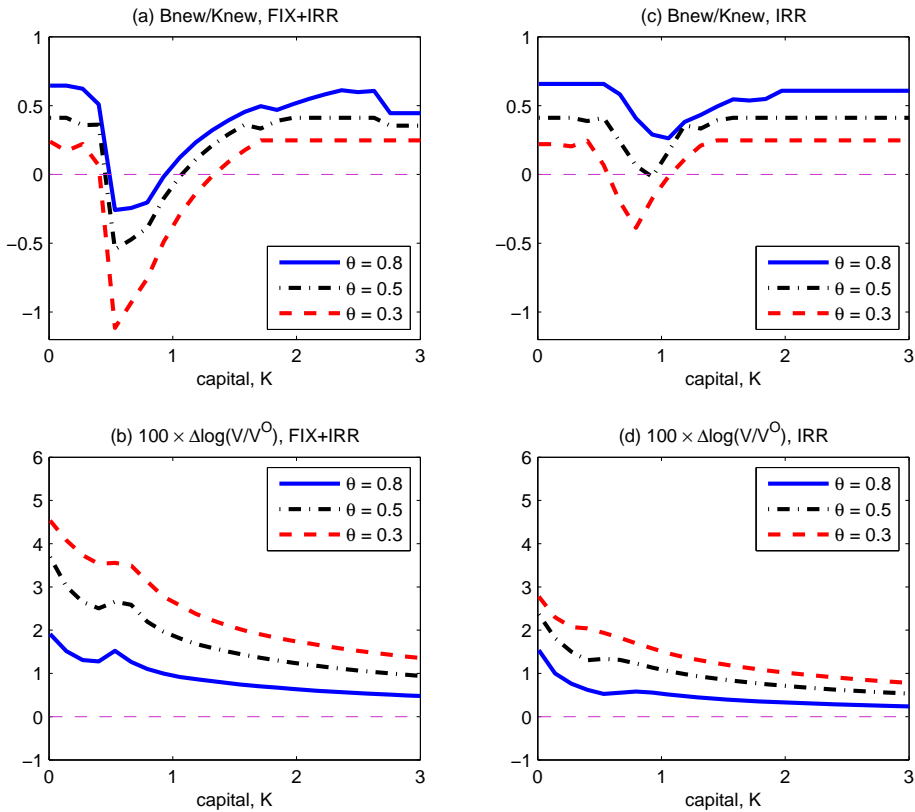 (a) Bnew/Knew, FIX+IRR
1
0.5
0
−0.5
−1
0
1
2
3
capital, K
θ = 0.8
θ = 0.5
θ = 0.3
(c) Bnew/Knew, IRR
1
0.5
0
−0.5
−1
0
1
2
3
capital, K
θ = 0.8
θ = 0.5
θ = 0.3
(b) 100 × Δlog(V/V^O), FIX+IRR
6
5
4
3
2
1
0
−1
0
1
2
3
capital, K
θ = 0.8
θ = 0.5
θ = 0.3
(d) 100 × Δlog(V/V^O), IRR
6
5
4
3
2
1
0
−1
0
1
2
3
capital, K
θ = 0.8
θ = 0.5
θ = 0.3